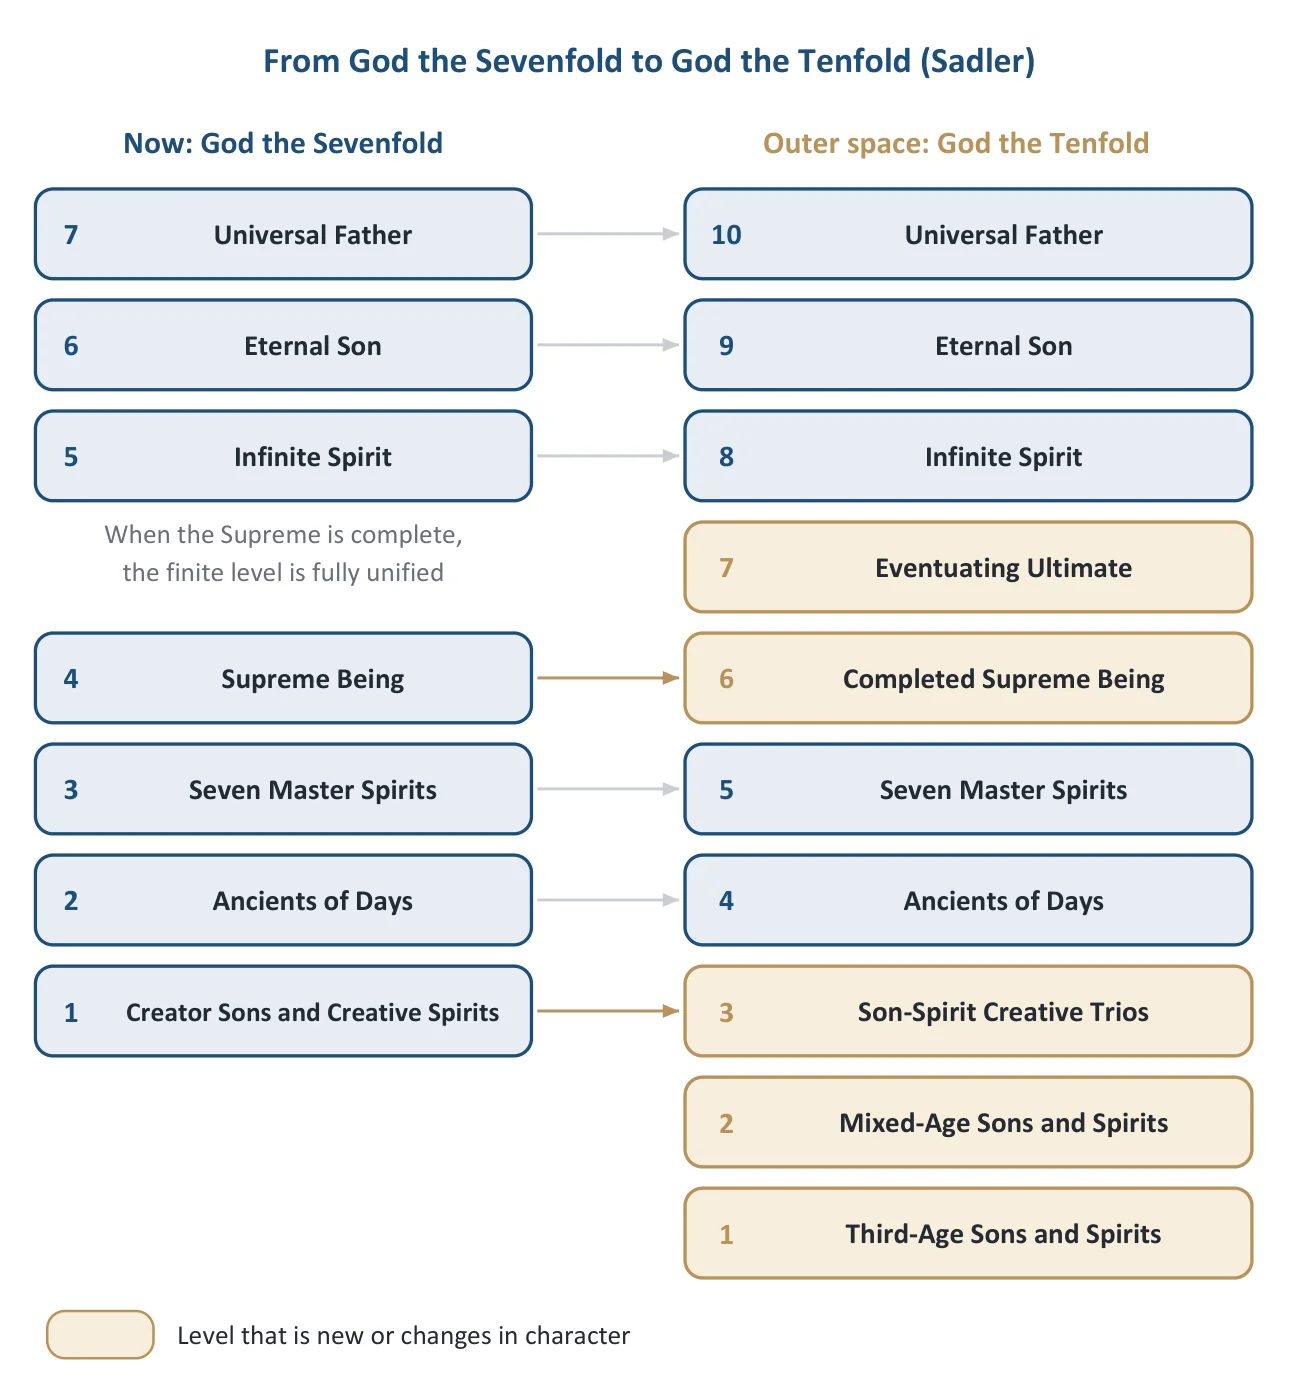 From God the Sevenfold to God the Tenfold (Sadler)
Now: God the Sevenfold
Outer space: God the Tenfold
7 Universal Father
10 Universal Father
6 Eternal Son
9 Eternal Son
5 Infinite Spirit
8 Infinite Spirit
When the Supreme is complete,
the finite level is fully unified
7 Eventuating Ultimate
4 Supreme Being
6 Completed Supreme Being
3 Seven Master Spirits
5 Seven Master Spirits
2 Ancients of Days
4 Ancients of Days
1 Creator Sons and Creative Spirits
3 Son-Spirit Creative Trios
2 Mixed-Age Sons and Spirits
1 Third-Age Sons and Spirits
Level that is new or changes in character